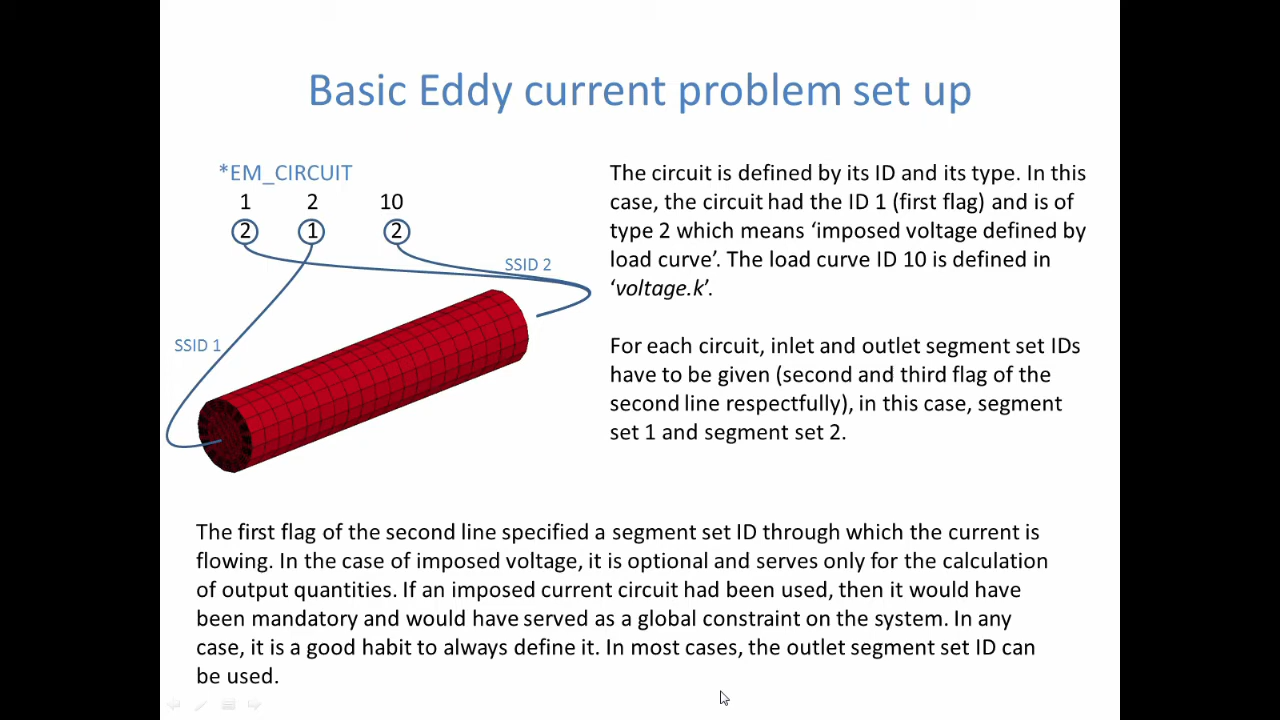 Basic Eddy current problem set up
*EM_CIRCUIT
1 2 10
2 1 2
SSID 2
SSID 1
The circuit is defined by its ID and its type. In this
case, the circuit had the ID 1 (first flag) and is of
type 2 which means ‘imposed voltage defined by
load curve’. The load curve ID 10 is defined in
‘voltage.k’.
For each circuit, inlet and outlet segment set IDs
have to be given (second and third flag of the
second line respectfully), in this case, segment
set 1 and segment set 2.
The first flag of the second line specified a segment set ID through which the current is
flowing. In the case of imposed voltage, it is optional and serves only for the calculation
of output quantities. If an imposed current circuit had been used, then it would have
been mandatory and would have served as a global constraint on the system. In any
case, it is a good habit to always define it. In most cases, the outlet segment set ID can
be used.